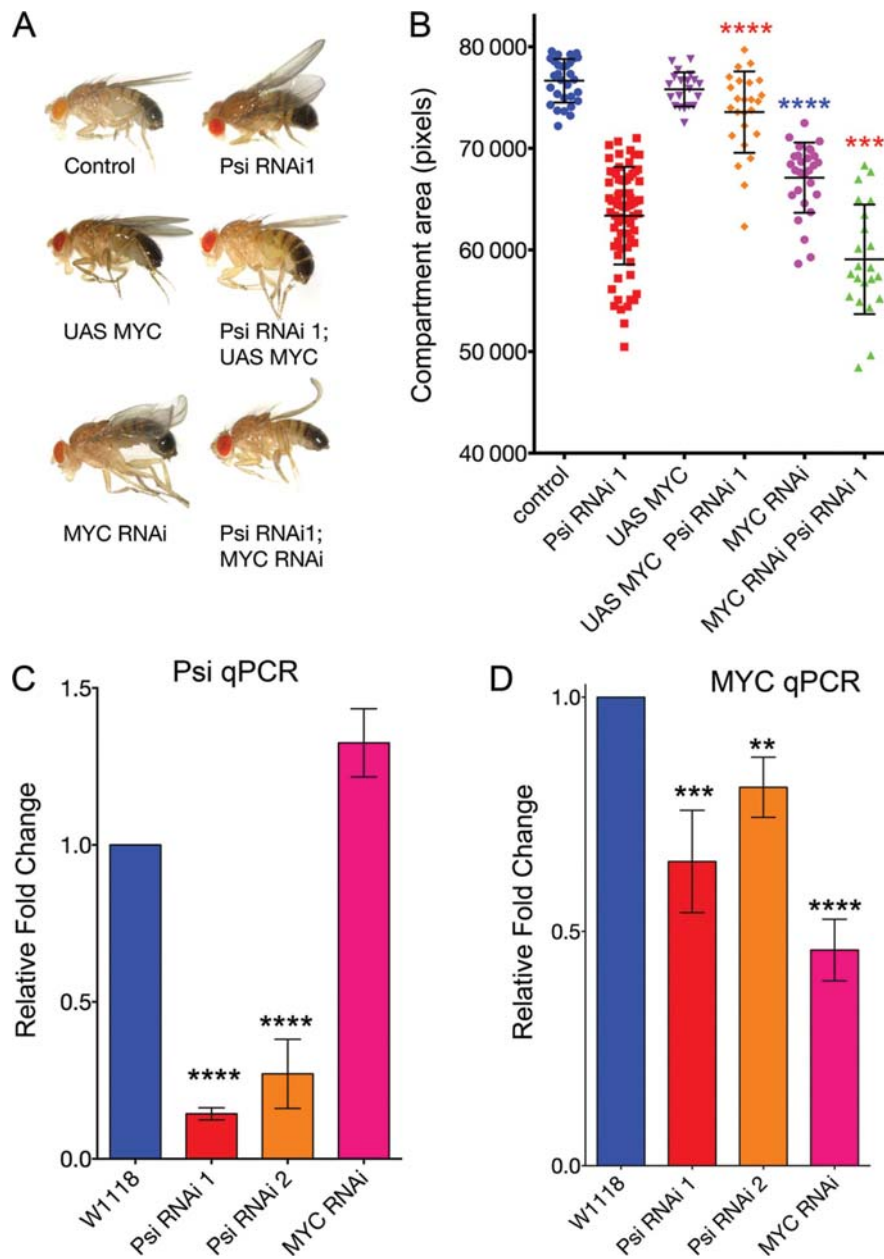 A
Control
Psi RNAi1
UAS MYC
Psi RNAi 1;
UAS MYC
MYC RNAi
Psi RNAi1;
MYC RNAi
B
Compartment area (pixels)
80 000
70 000
60 000
50 000
40 000
****
****
***
control
Psi RNAi 1
UAS MYC
UAS MYC Psi RNAi 1
MYC RNAi
MYC RNAi Psi RNAi 1
C
Psi qPCR
Relative Fold Change
1.5
1.0
0.5
0.0
****
****
W1118
Psi RNAi 1
Psi RNAi 2
MYC RNAi
D
MYC qPCR
Relative Fold Change
1.0
0.5
0.0
***
**
****
W1118
Psi RNAi 1
Psi RNAi 2
MYC RNAi